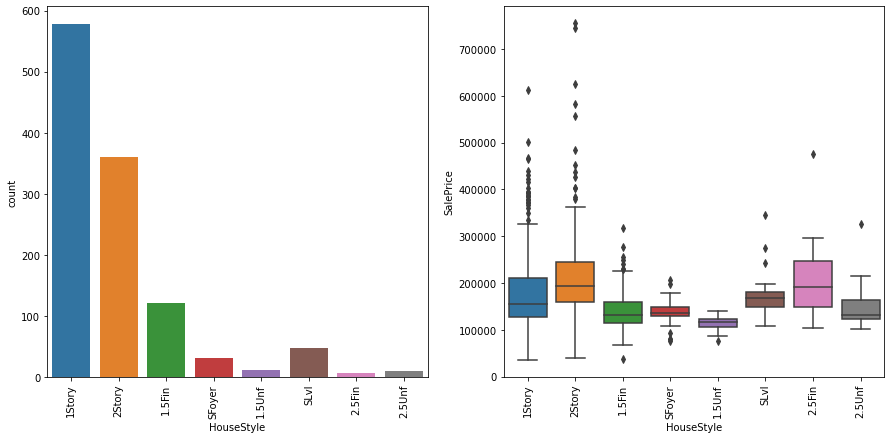 600
500
400
300
200
100
0
count
1Story
2Story
1.5Fin
SFoyer
1.5Unf
SLvl
2.5Fin
2.5Unf
HouseStyle
700000
600000
500000
400000
300000
200000
100000
0
SalePrice
1Story
2Story
1.5Fin
SFoyer
1.5Unf
SLvl
2.5Fin
2.5Unf
HouseStyle